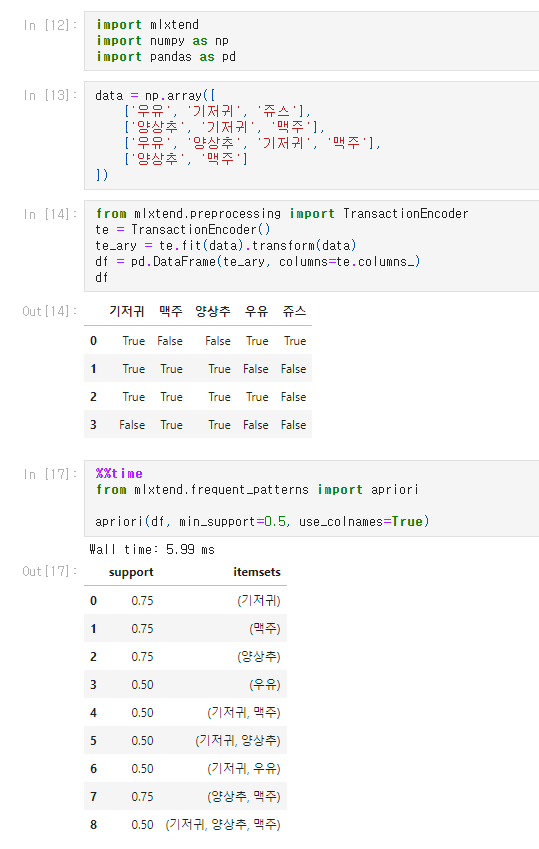 In [12]:
import mlxtend
import numpy as np
import pandas as pd
In [13]:
data = np.array([
    ['우유', '기저귀', '쥬스'],
    ['양상추', '기저귀', '맥주'],
    ['우유', '양상추', '기저귀', '맥주'],
    ['양상추', '맥주']
])
In [14]:
from mlxtend.preprocessing import TransactionEncoder
te = TransactionEncoder()
te_ary = te.fit(data).transform(data)
df = pd.DataFrame(te_ary, columns=te.columns_)
df
Out[14]:
기저귀 맥주 양상추 우유 쥬스
0 True False False True True
1 True True True False False
2 True True True True False
3 False True True False False
In [17]:
%%time
from mlxtend.frequent_patterns import apriori
apriori(df, min_support=0.5, use_colnames=True)
Wall time: 5.99 ms
Out[17]:
support itemsets
0 0.75 (기저귀)
1 0.75 (맥주)
2 0.75 (양상추)
3 0.50 (우유)
4 0.50 (기저귀, 맥주)
5 0.50 (기저귀, 양상추)
6 0.50 (기저귀, 우유)
7 0.75 (양상추, 맥주)
8 0.50 (기저귀, 양상추, 맥주)